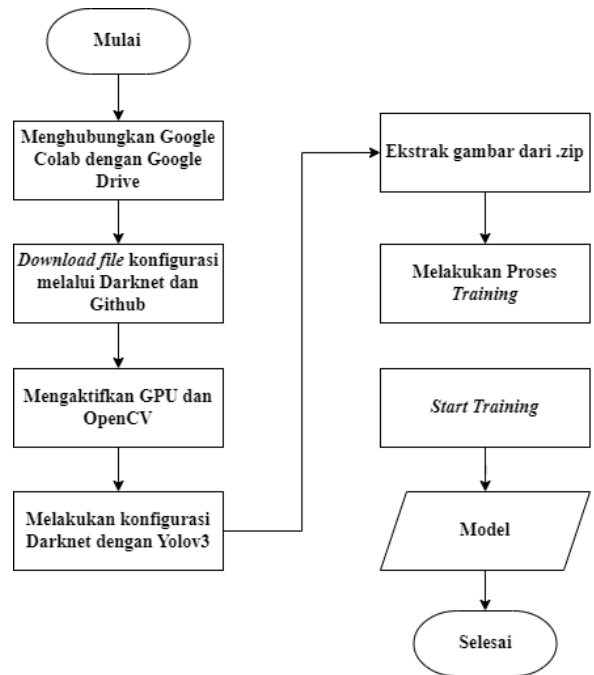 Mulai
Menghubungkan Google
Colab dengan Google
Drive
Download file konfigurasi
melalui Darknet dan
Github
Mengaktifkan GPU dan
OpenCV
Melakukan konfigurasi
Darknet dengan Yolov3
Ekstrak gambar dari .zip
Melakukan Proses
Training
Start Training
Model
Selesai